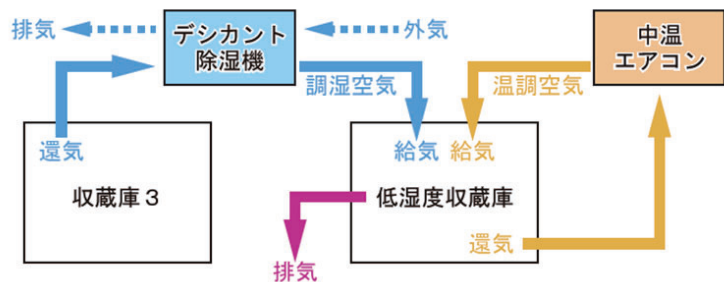 排気
デシカント
除湿機
外気
中温
エアコン
調湿空気
温調空気
還気
給気
給気
収蔵庫3
低湿度収蔵庫
還気
排気